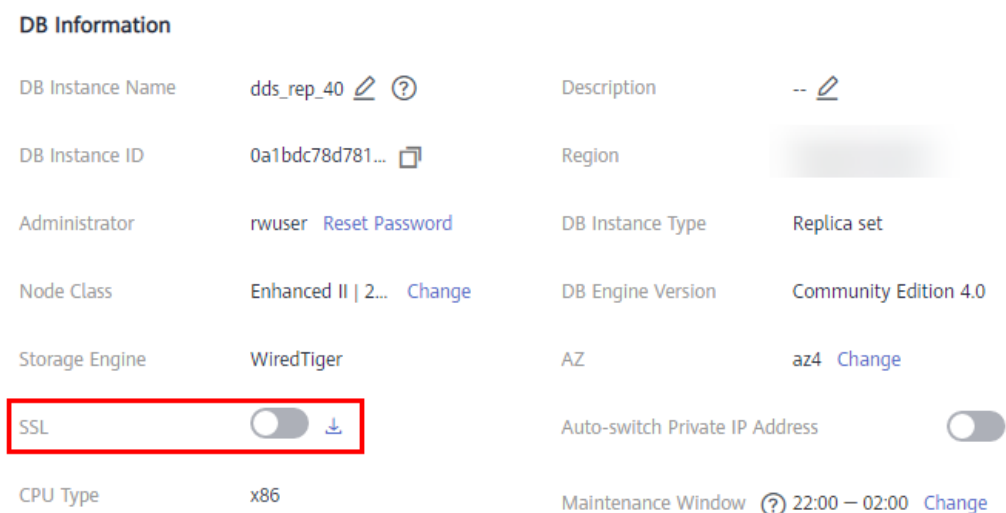 DB Information
DB Instance Name dds_rep_40 Description --
DB Instance ID 0a1bdc78d781... Region
Administrator rwuser Reset Password DB Instance Type Replica set
Node Class Enhanced II | 2... Change DB Engine Version Community Edition 4.0
Storage Engine WiredTiger AZ az4 Change
SSL Auto-switch Private IP Address
CPU Type x86 Maintenance Window 22:00 — 02:00 Change